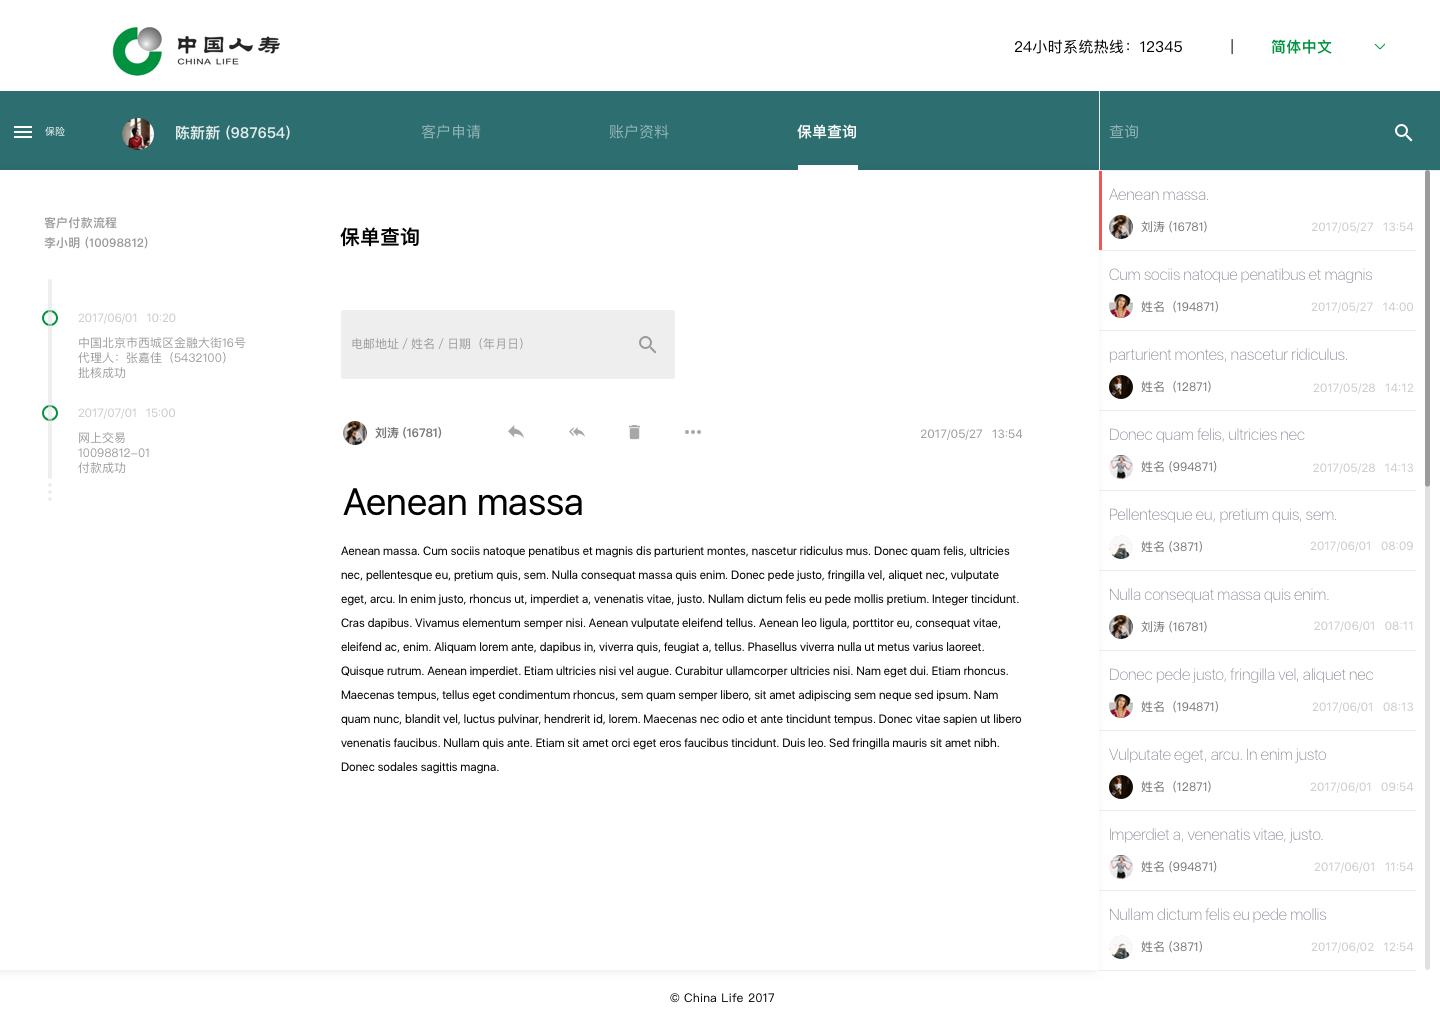 中国人寿
CHINA LIFE
24小时系统热线：12345
|
简体中文
保险
陈新新 (987654)
客户申请
账户资料
保单查询
查询
客户付款流程
李小明 (10098812)
2017/06/01 10:20
中国北京市西城区金融大街16号
代理人：张嘉佳（5432100）
批核成功
2017/07/01 15:00
网上交易
10098812-01
付款成功
保单查询
电邮地址 / 姓名 / 日期（年月日）
刘涛 (16781)
2017/05/27 13:54
Aenean massa
Aenean massa. Cum sociis natoque penatibus et magnis dis parturient montes, nascetur ridiculus mus. Donec quam felis, ultricies
nec, pellentesque eu, pretium quis, sem. Nulla consequat massa quis enim. Donec pede justo, fringilla vel, aliquet nec, vulputate
eget, arcu. In enim justo, rhoncus ut, imperdiet a, venenatis vitae, justo. Nullam dictum felis eu pede mollis pretium. Integer tincidunt.
Cras dapibus. Vivamus elementum semper nisi. Aenean vulputate eleifend tellus. Aenean leo ligula, porttitor eu, consequat vitae,
eleifend ac, enim. Aliquam lorem ante, dapibus in, viverra quis, feugiat a, tellus. Phasellus viverra nulla ut metus varius laoreet.
Quisque rutrum. Aenean imperdiet. Etiam ultricies nisi vel augue. Curabitur ullamcorper ultricies nisi. Nam eget dui. Etiam rhoncus.
Maecenas tempus, tellus eget condimentum rhoncus, sem quam semper libero, sit amet adipiscing sem neque sed ipsum. Nam
quam nunc, blandit vel, luctus pulvinar, hendrerit id, lorem. Maecenas nec odio et ante tincidunt tempus. Donec vitae sapien ut libero
venenatis faucibus. Nullam quis ante. Etiam sit amet orci eget eros faucibus tincidunt. Duis leo. Sed fringilla mauris sit amet nibh.
Donec sodales sagittis magna.
Aenean massa.
刘涛 (16781)
2017/05/27 13:54
Cum sociis natoque penatibus et magnis
姓名（194871)
2017/05/27 14:00
parturient montes, nascetur ridiculus.
姓名（12871)
2017/05/28 14:12
Donec quam felis, ultricies nec
姓名 (994871)
2017/05/28 14:13
Pellentesque eu, pretium quis, sem.
姓名 (3871)
2017/06/01 08:09
Nulla consequat massa quis enim.
刘涛 (16781)
2017/06/01 08:11
Donec pede justo, fringilla vel, aliquet nec
姓名（194871)
2017/06/01 08:13
Vulputate eget, arcu. In enim justo
姓名（12871)
2017/06/01 09:54
Imperdiet a, venenatis vitae, justo.
姓名 (994871)
2017/06/01 11:54
Nullam dictum felis eu pede mollis
姓名 (3871)
2017/06/02 12:54
© China Life 2017